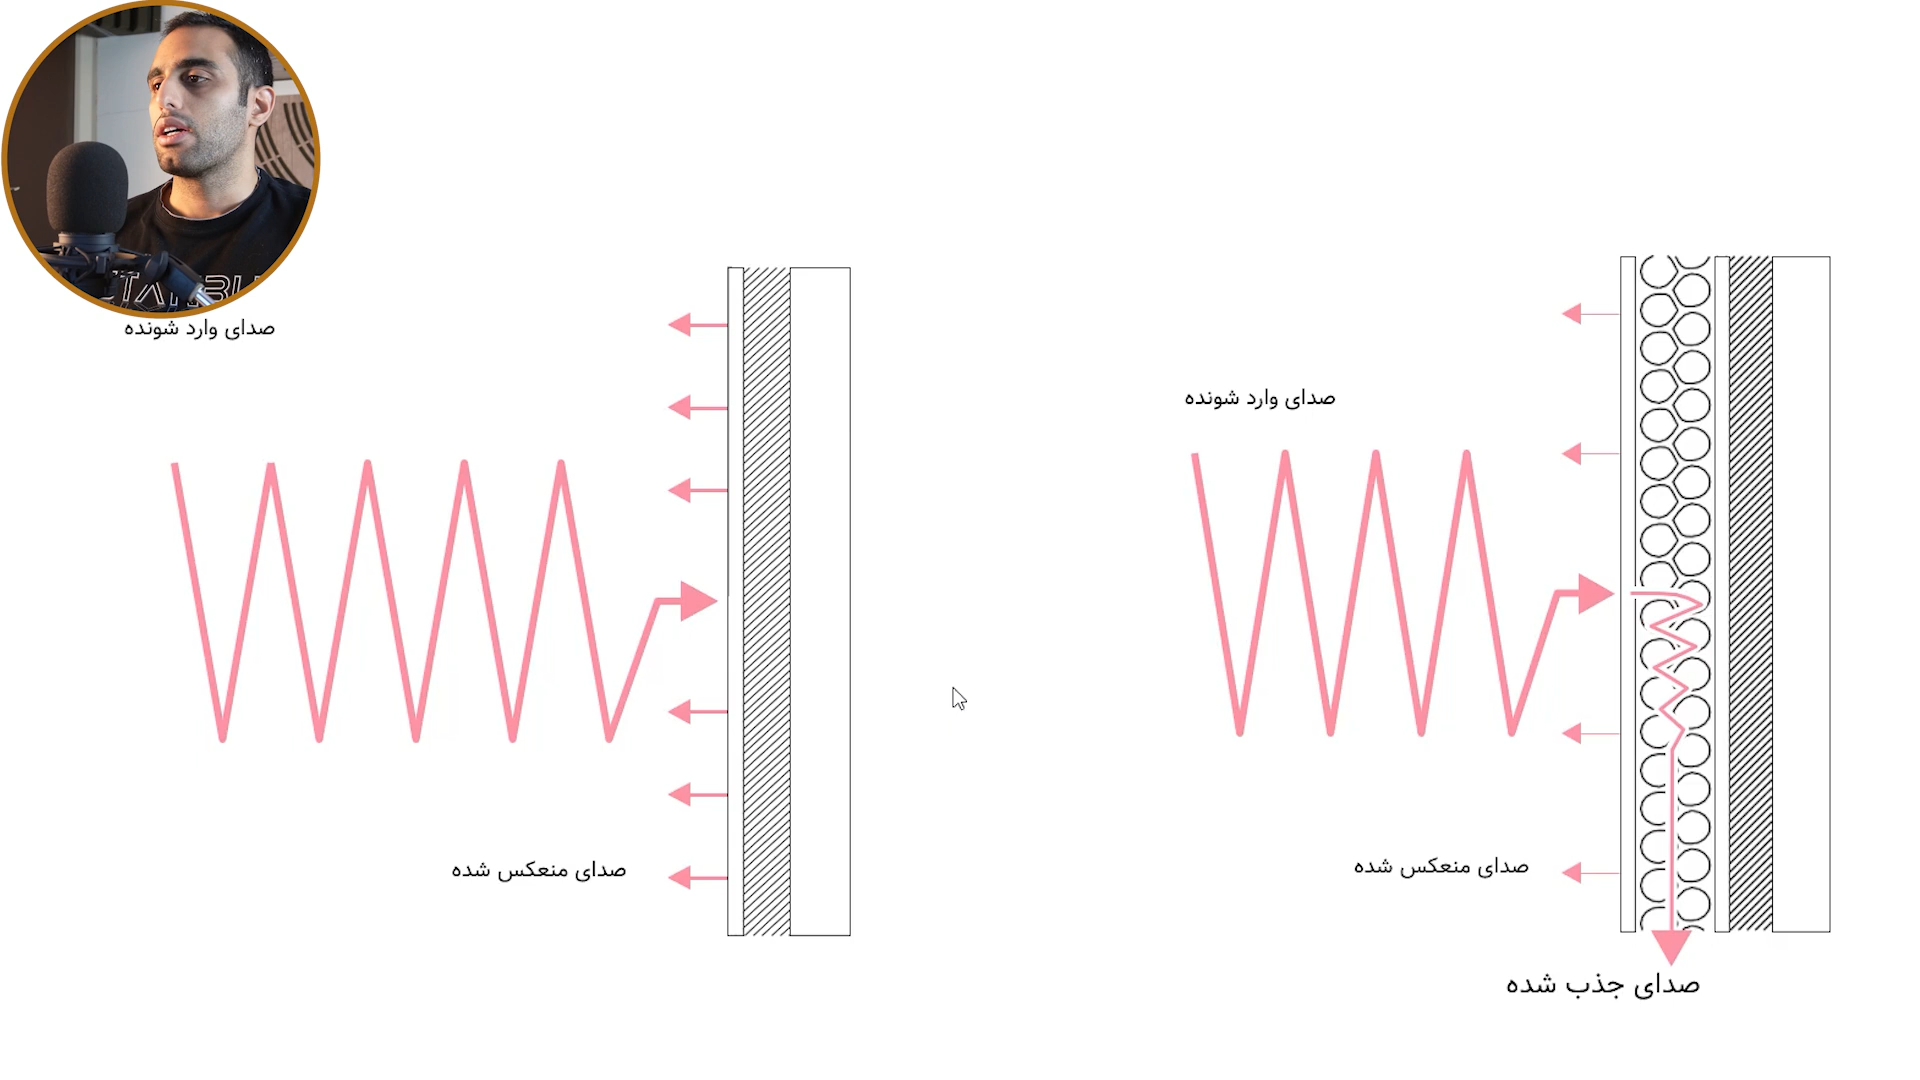 صدای وارد شونده
صدای منعکس شده
صدای وارد شونده
صدای منعکس شده
صدای جذب شده